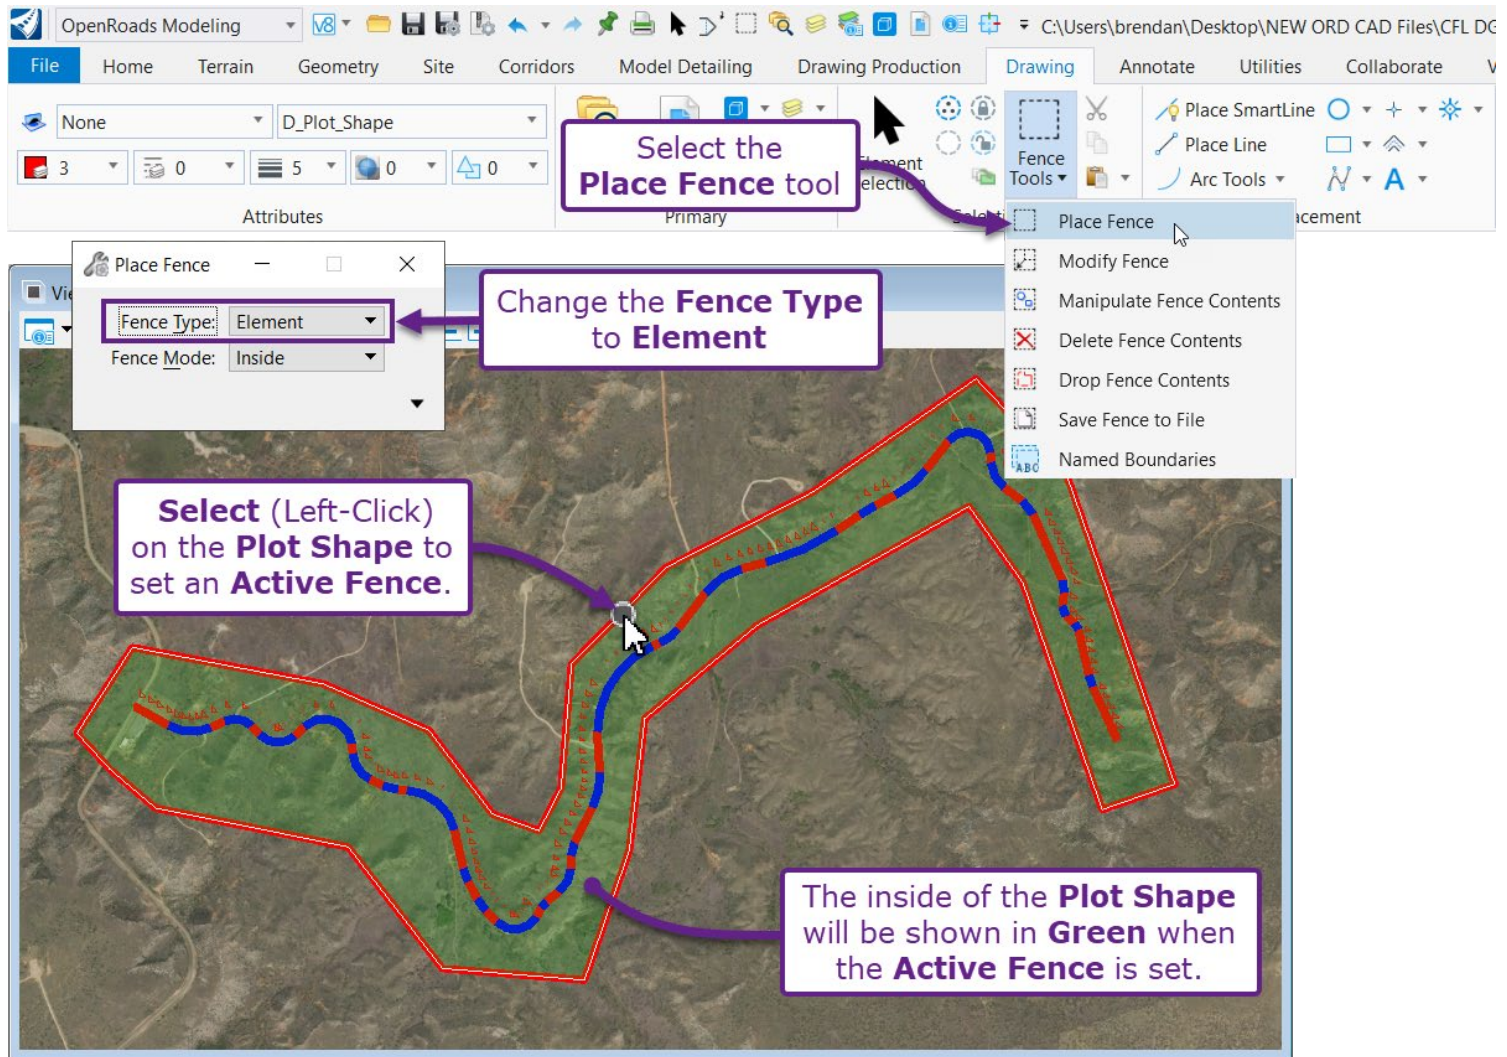 OpenRoads Modeling V8 C:\Users\brendan\Desktop\NEW ORD CAD Files\CFL DG
File Home Terrain Geometry Site Corridors Model Detailing Drawing Production Drawing Annotate Utilities Collaborate V
None D_Plot_Shape
3 0 5 0 0
Attributes
Primary
Element
Selection
Fence
Tools
Place SmartLine
Place Line
Arc Tools
A
Select the
Place Fence tool
Place Fence
Modify Fence
Manipulate Fence Contents
Delete Fence Contents
Drop Fence Contents
Save Fence to File
ABC Named Boundaries
Place Fence
Fence Type: Element
Fence Mode: Inside
Change the Fence Type
to Element
Select (Left-Click)
on the Plot Shape to
set an Active Fence.
The inside of the Plot Shape
will be shown in Green when
the Active Fence is set.